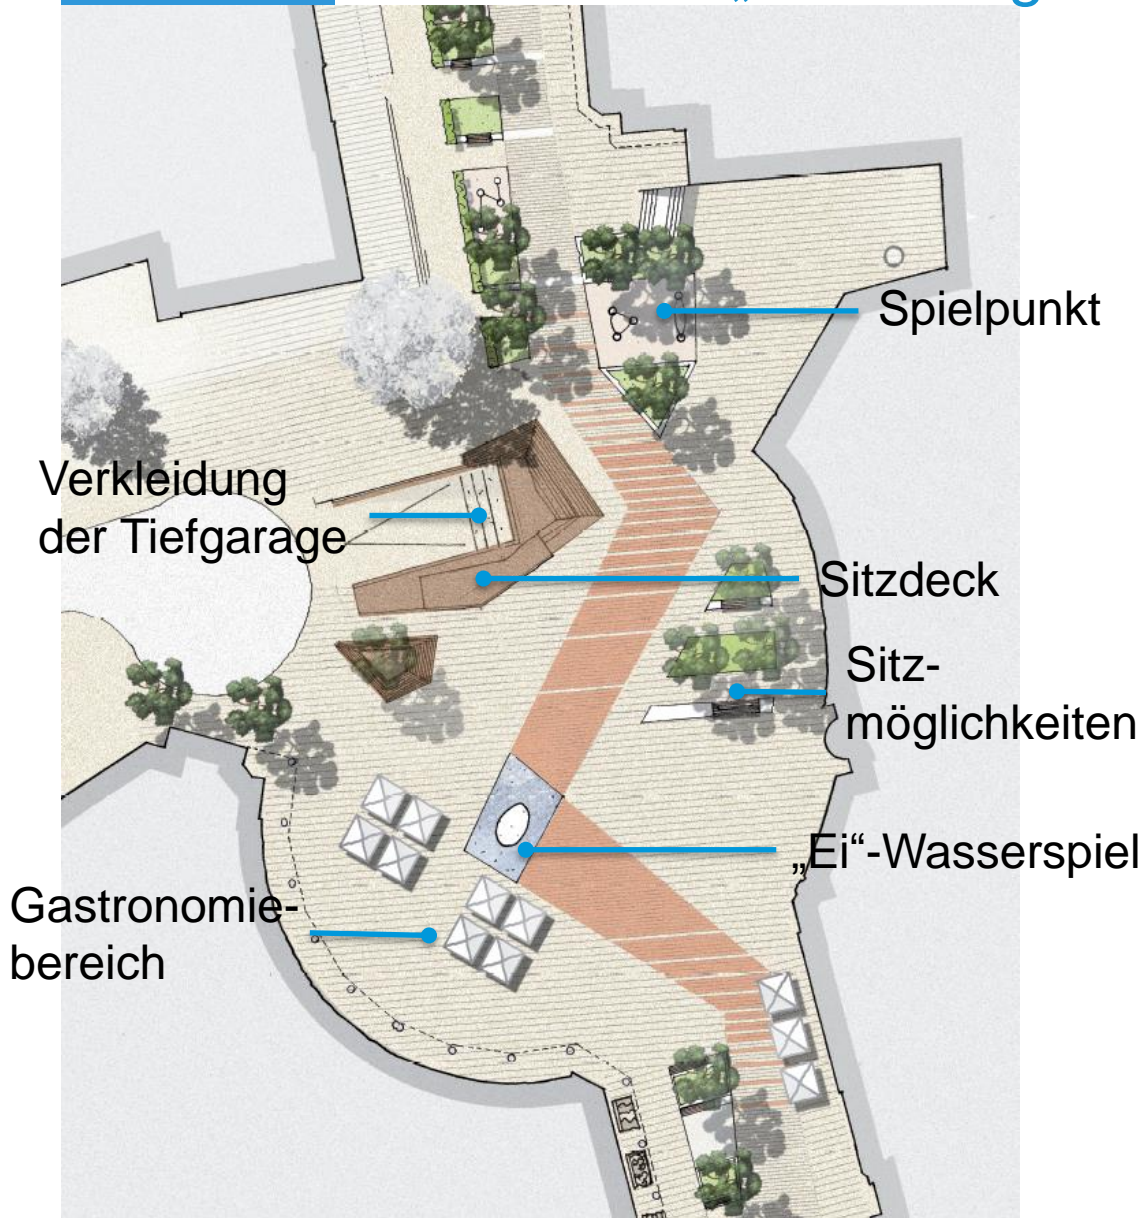 Spielpunkt
Verkleidung
der Tiefgarage
Sitzdeck
Sitz-
möglichkeiten
„Ei“-Wasserspiel
Gastronomie-
bereich